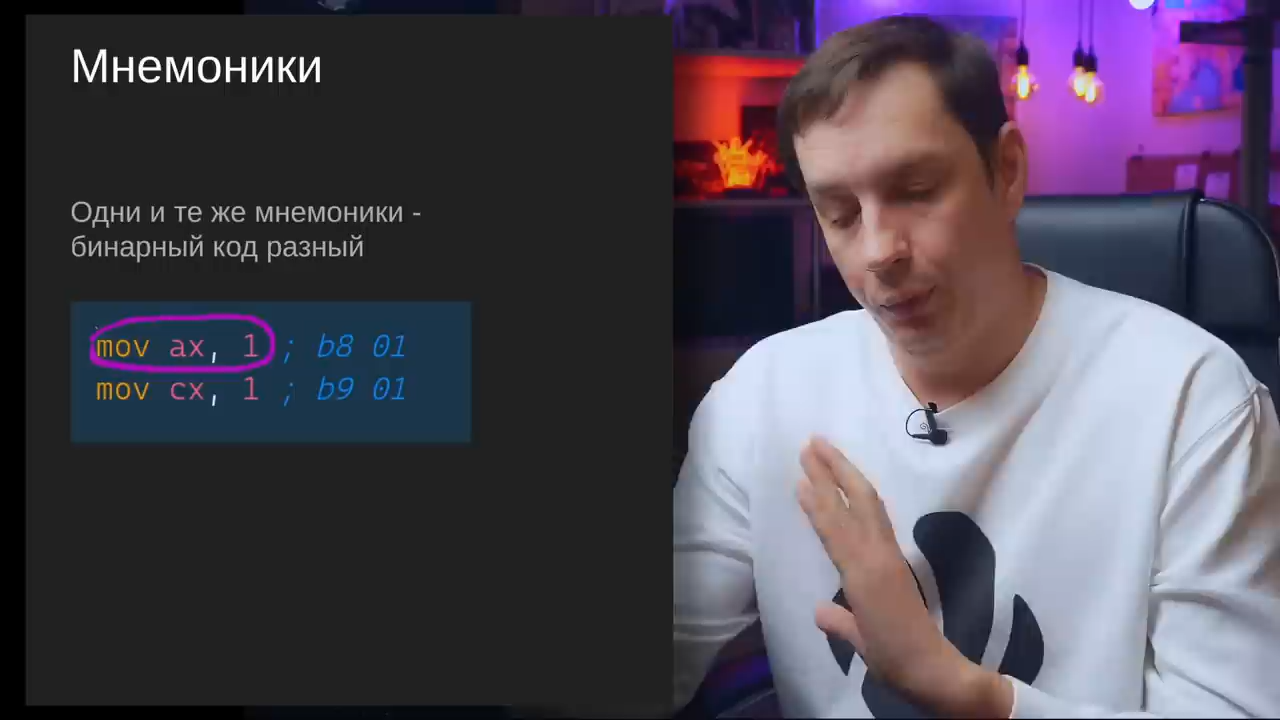 Мнемоники
Одни и те же мнемоники -
бинарный код разный
mov ax, 1 ; b8 01
mov cx, 1 ; b9 01